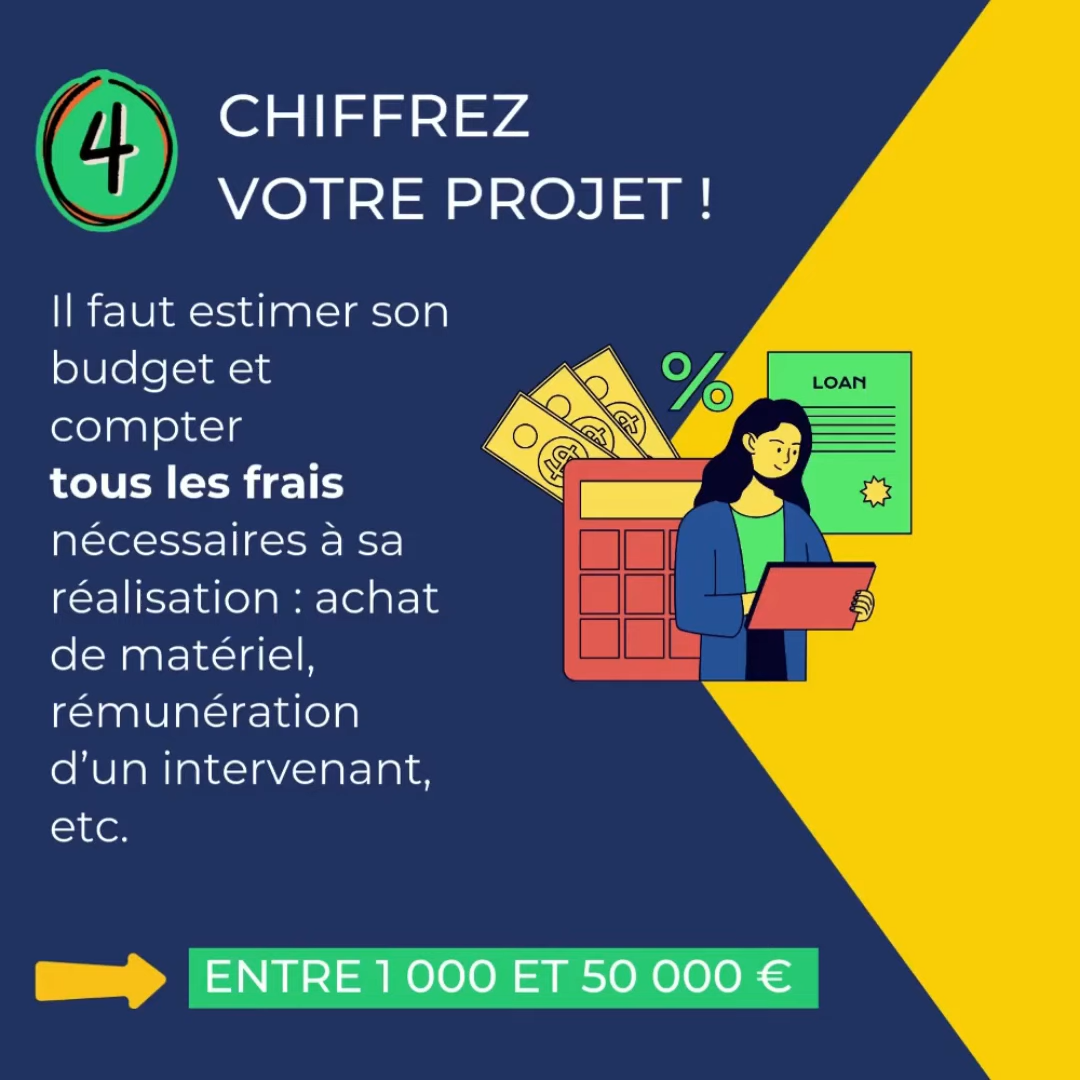 4
CHIFFREZ
VOTRE PROJET !
Il faut estimer son
budget et
compter
tous les frais
nécessaires à sa
réalisation : achat
de matériel,
rémunération
d’un intervenant,
etc.
%
LOAN
$
$
$
ENTRE 1 000 ET 50 000 €